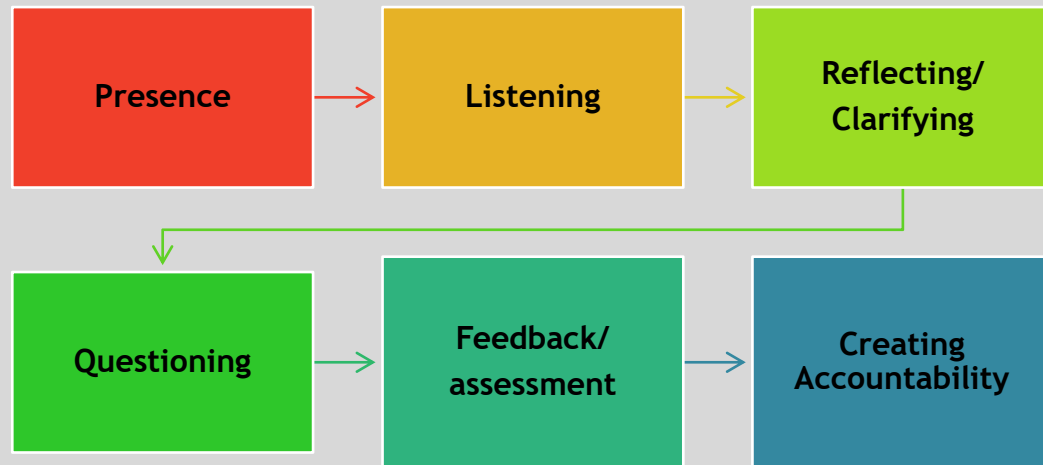 Presence
Listening
Reflecting/
Clarifying
Questioning
Feedback/
assessment
Creating
Accountability